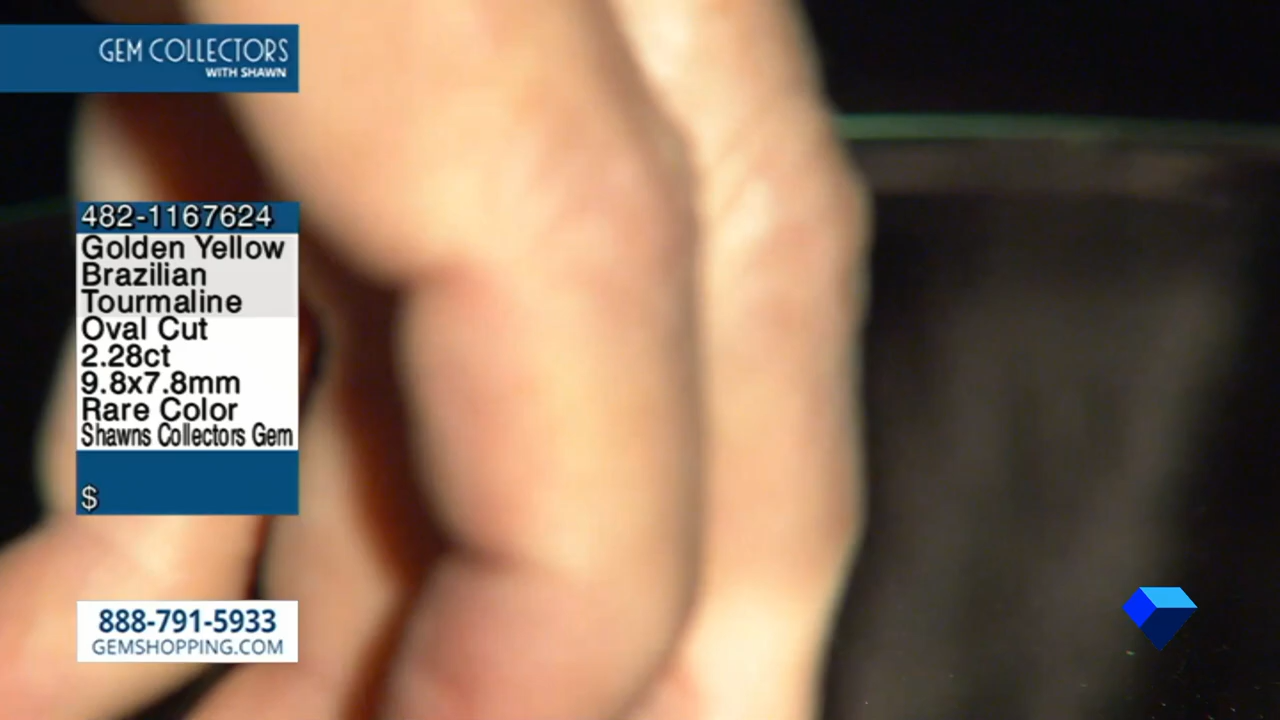 GEM COLLECTORS
WITH SHAWN
482-1167624
Golden Yellow
Brazilian
Tourmaline
Oval Cut
2.28ct
9.8x7.8mm
Rare Color
Shawns Collectors Gem
$
888-791-5933
GEMSHOPPING.COM